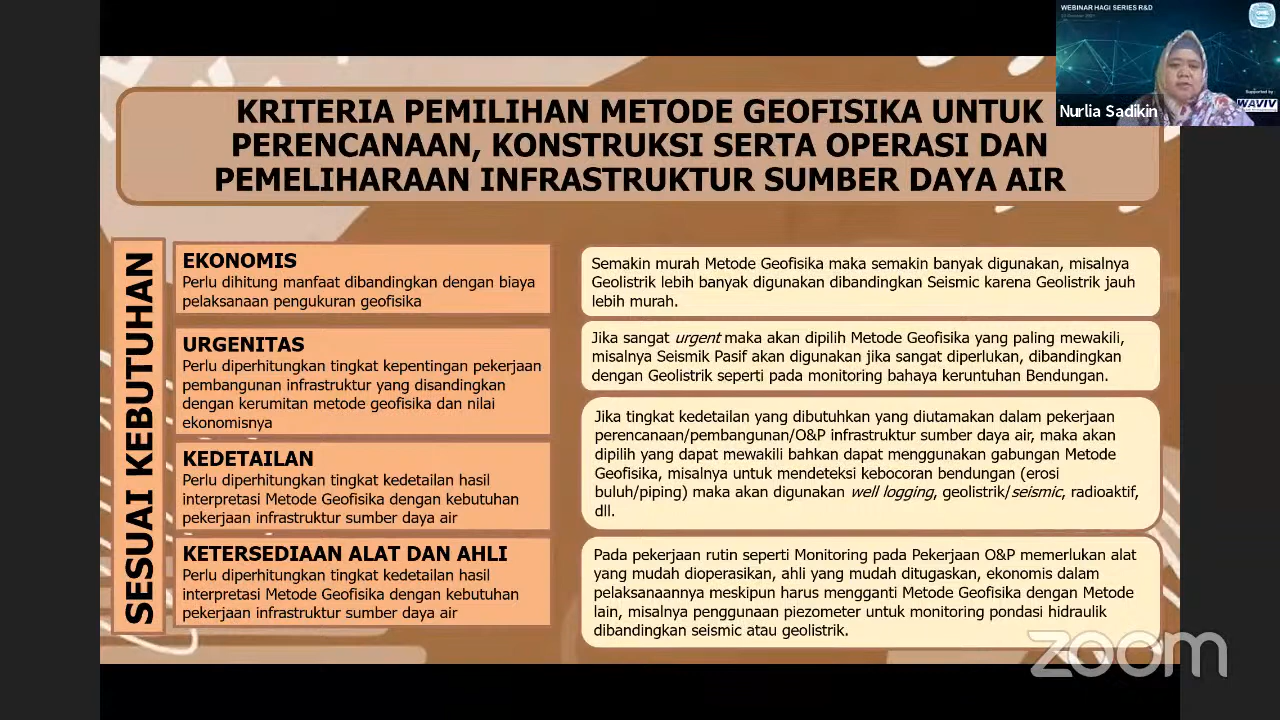 WEBINAR HAGI SERIES R&D
Nurlia Sadikin
Supported by
WAVIV
KRITERIA PEMILIHAN METODE GEOFISIKA UNTUK
PERENCANAAN, KONSTRUKSI SERTA OPERASI DAN
PEMELIHARAAN INFRASTRUKTUR SUMBER DAYA AIR
SESUAI KEBUTUHAN
EKONOMIS
Perlu dihitung manfaat dibandingkan dengan biaya
pelaksanaan pengukuran geofisika
Semakin murah Metode Geofisika maka semakin banyak digunakan, misalnya
Geolistrik lebih banyak digunakan dibandingkan Seismic karena Geolistrik jauh
lebih murah.
URGENITAS
Perlu diperhitungkan tingkat kepentingan pekerjaan
pembangunan infrastruktur yang disandingkan
dengan kerumitan metode geofisika dan nilai
ekonomisnya
Jika sangat urgent maka akan dipilih Metode Geofisika yang paling mewakili,
misalnya Seismik Pasif akan digunakan jika sangat diperlukan, dibandingkan
dengan Geolistrik seperti pada monitoring bahaya keruntuhan Bendungan.
KEDETAILAN
Perlu diperhitungkan tingkat kedetailan hasil
interpretasi Metode Geofisika dengan kebutuhan
pekerjaan infrastruktur sumber daya air
Jika tingkat kedetailan yang dibutuhkan yang diutamakan dalam pekerjaan
perencanaan/pembangunan/O&P infrastruktur sumber daya air, maka akan
dipilih yang dapat mewakili bahkan dapat menggunakan gabungan Metode
Geofisika, misalnya untuk mendeteksi kebocoran bendungan (erosi
buluh/piping) maka akan digunakan well logging, geolistrik/seismic, radioaktif,
dll.
KETERSEDIAAN ALAT DAN AHLI
Perlu diperhitungkan tingkat kedetailan hasil
interpretasi Metode Geofisika dengan kebutuhan
pekerjaan infrastruktur sumber daya air
Pada pekerjaan rutin seperti Monitoring pada Pekerjaan O&P memerlukan alat
yang mudah dioperasikan, ahli yang mudah ditugaskan, ekonomis dalam
pelaksanaannya meskipun harus mengganti Metode Geofisika dengan Metode
lain, misalnya penggunaan piezometer untuk monitoring pondasi hidraulik
dibandingkan seismic atau geolistrik.
zoom